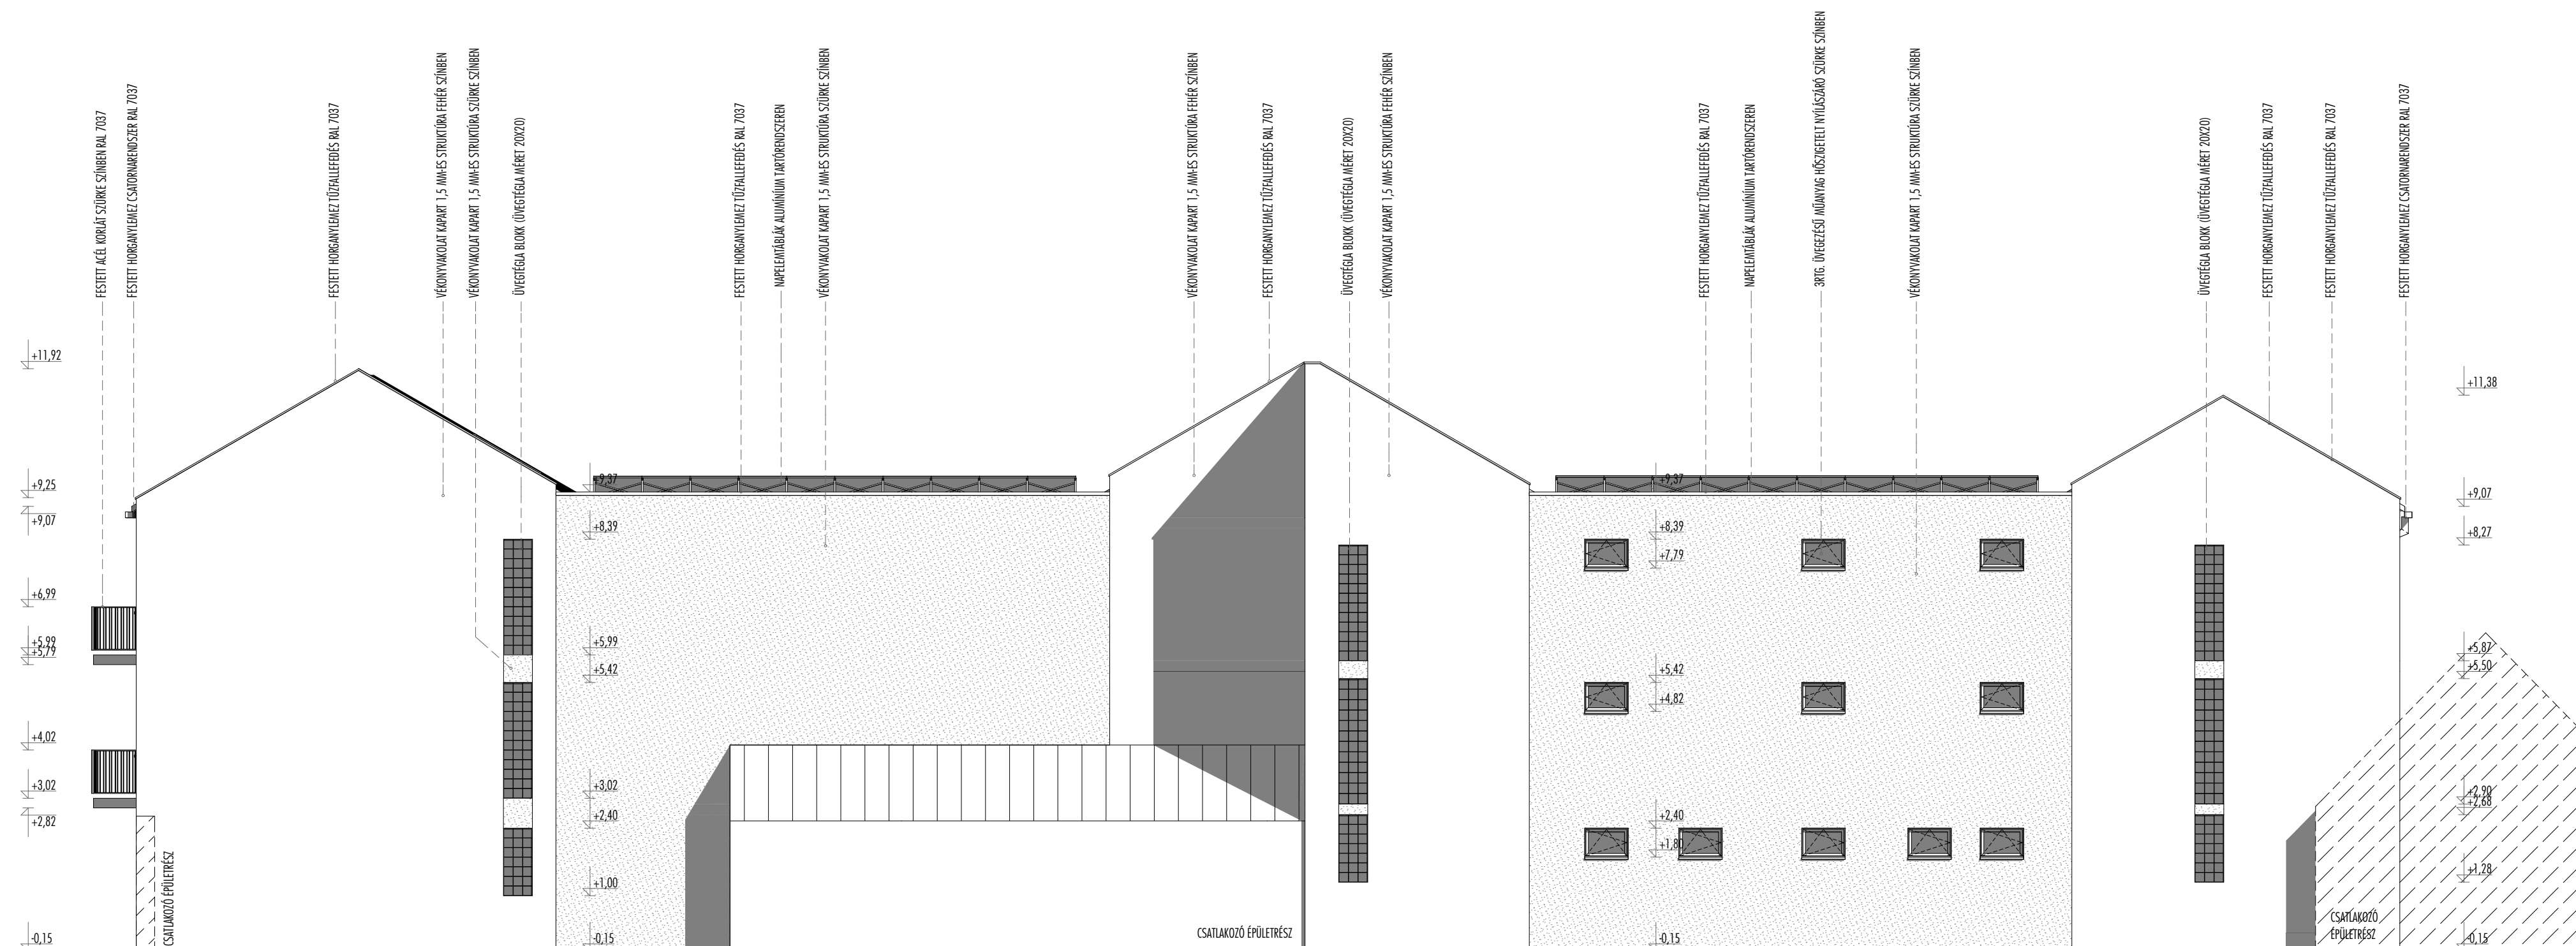 FESTETT ACÉL KORLÁT SZÜRKE SZÍNBEN RAL 7037
FESTETT HORGANYLEMEZ CSATORNARENDSZER RAL 7037
FESTETT HORGANYLEMEZ TŰZFALLEFEDÉS RAL 7037
VÉKONYVAKOLAT KAPART 1,5 MM-ES STRUKTÚRA FEHÉR SZÍNBEN
VÉKONYVAKOLAT KAPART 1,5 MM-ES STRUKTÚRA SZÜRKE SZÍNBEN
ÜVEGTÉGLA BLOKK (ÜVEGTÉGLA MÉRET 20X20)
FESTETT HORGANYLEMEZ TŰZFALLEFEDÉS RAL 7037
NAPELEMTÁBLÁK ALUMÍNIUM TARTÓRENDSZEREN
VÉKONYVAKOLAT KAPART 1,5 MM-ES STRUKTÚRA SZÜRKE SZÍNBEN
VÉKONYVAKOLAT KAPART 1,5 MM-ES STRUKTÚRA FEHÉR SZÍNBEN
FESTETT HORGANYLEMEZ TŰZFALLEFEDÉS RAL 7037
ÜVEGTÉGLA BLOKK (ÜVEGTÉGLA MÉRET 20X20)
VÉKONYVAKOLAT KAPART 1,5 MM-ES STRUKTÚRA FEHÉR SZÍNBEN
FESTETT HORGANYLEMEZ TŰZFALLEFEDÉS RAL 7037
NAPELEMTÁBLÁK ALUMÍNIUM TARTÓRENDSZEREN
3RTG. ÜVEGEZÉSŰ MŰANYAG HŐSZIGETELT NYÍLÁSZÁRÓ SZÜRKE SZÍNBEN
VÉKONYVAKOLAT KAPART 1,5 MM-ES STRUKTÚRA SZÜRKE SZÍNBEN
ÜVEGTÉGLA BLOKK (ÜVEGTÉGLA MÉRET 20X20)
FESTETT HORGANYLEMEZ TŰZFALLEFEDÉS RAL 7037
FESTETT HORGANYLEMEZ TŰZFALLEFEDÉS RAL 7037
FESTETT HORGANYLEMEZ CSATORNARENDSZER RAL 7037
+11,92
+9,25
+9,07
+6,99
+5,99
+5,79
+4,02
+3,02
+2,82
-0,15
CSATLAKOZÓ ÉPÜLETRÉSZ
+9,37
+8,39
+5,99
+5,42
+3,02
+2,40
+1,00
-0,15
CSATLAKOZÓ ÉPÜLETRÉSZ
+9,37
+8,39
+7,79
+5,42
+4,82
+2,40
+1,80
-0,15
+11,38
+9,07
+8,27
+5,87
+5,50
+2,90
+2,68
+1,28
-0,15
CSATLAKOZÓ
ÉPÜLETRÉSZ